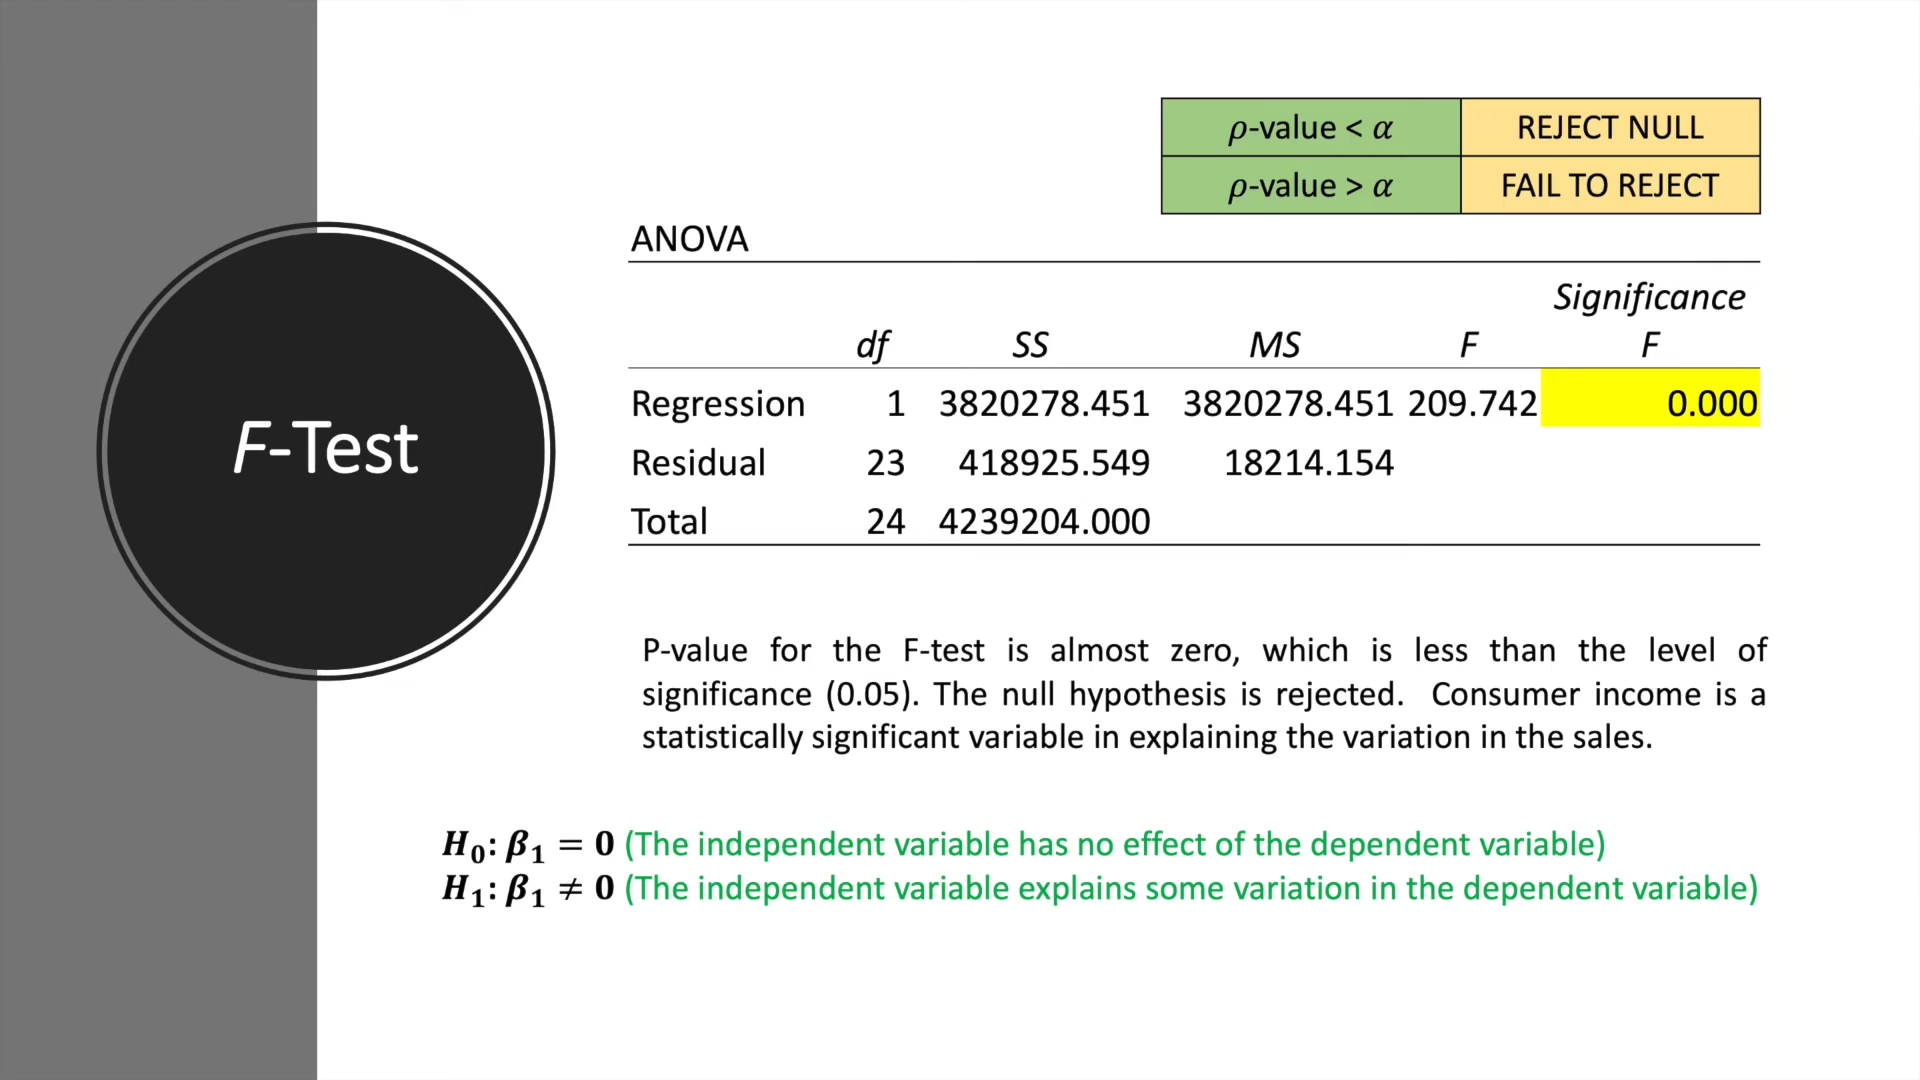 F-Test
𝜌-value < 𝛼 REJECT NULL
𝜌-value > 𝛼 FAIL TO REJECT
ANOVA
Significance
df SS MS F F
Regression 1 3820278.451 3820278.451 209.742 0.000
Residual 23 418925.549 18214.154
Total 24 4239204.000
P-value for the F-test is almost zero, which is less than the level of
significance (0.05). The null hypothesis is rejected. Consumer income is a
statistically significant variable in explaining the variation in the sales.
H₀: β₁ = 0 (The independent variable has no effect of the dependent variable)
H₁: β₁ ≠ 0 (The independent variable explains some variation in the dependent variable)